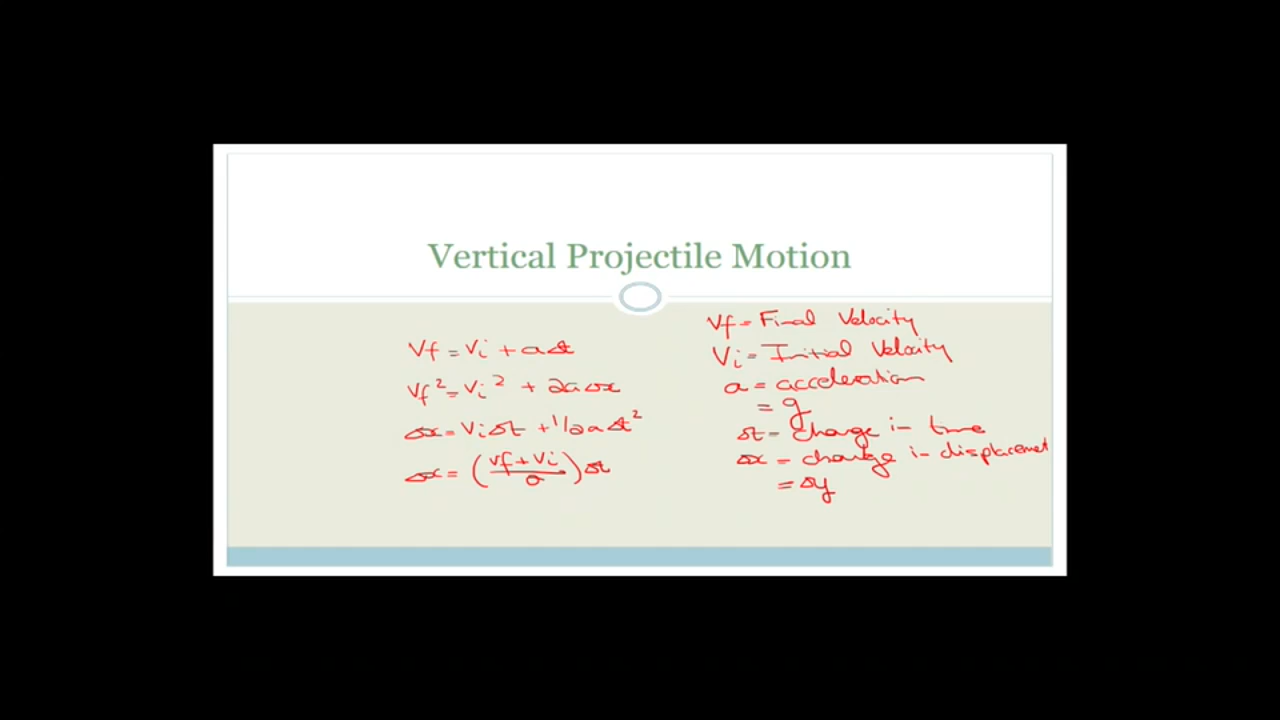 Vertical Projectile Motion
Vf = Vi + aΔt
Vf² = Vi² + 2aΔx
Δx = ViΔt + 1/2aΔt²
Δx = (Vf + Vi / a) Δt
Vf = Final Velocity
Vi = Initial Velocity
a = acceleration
= g
Δt = change in time
Δx = change in displacement
= Δy